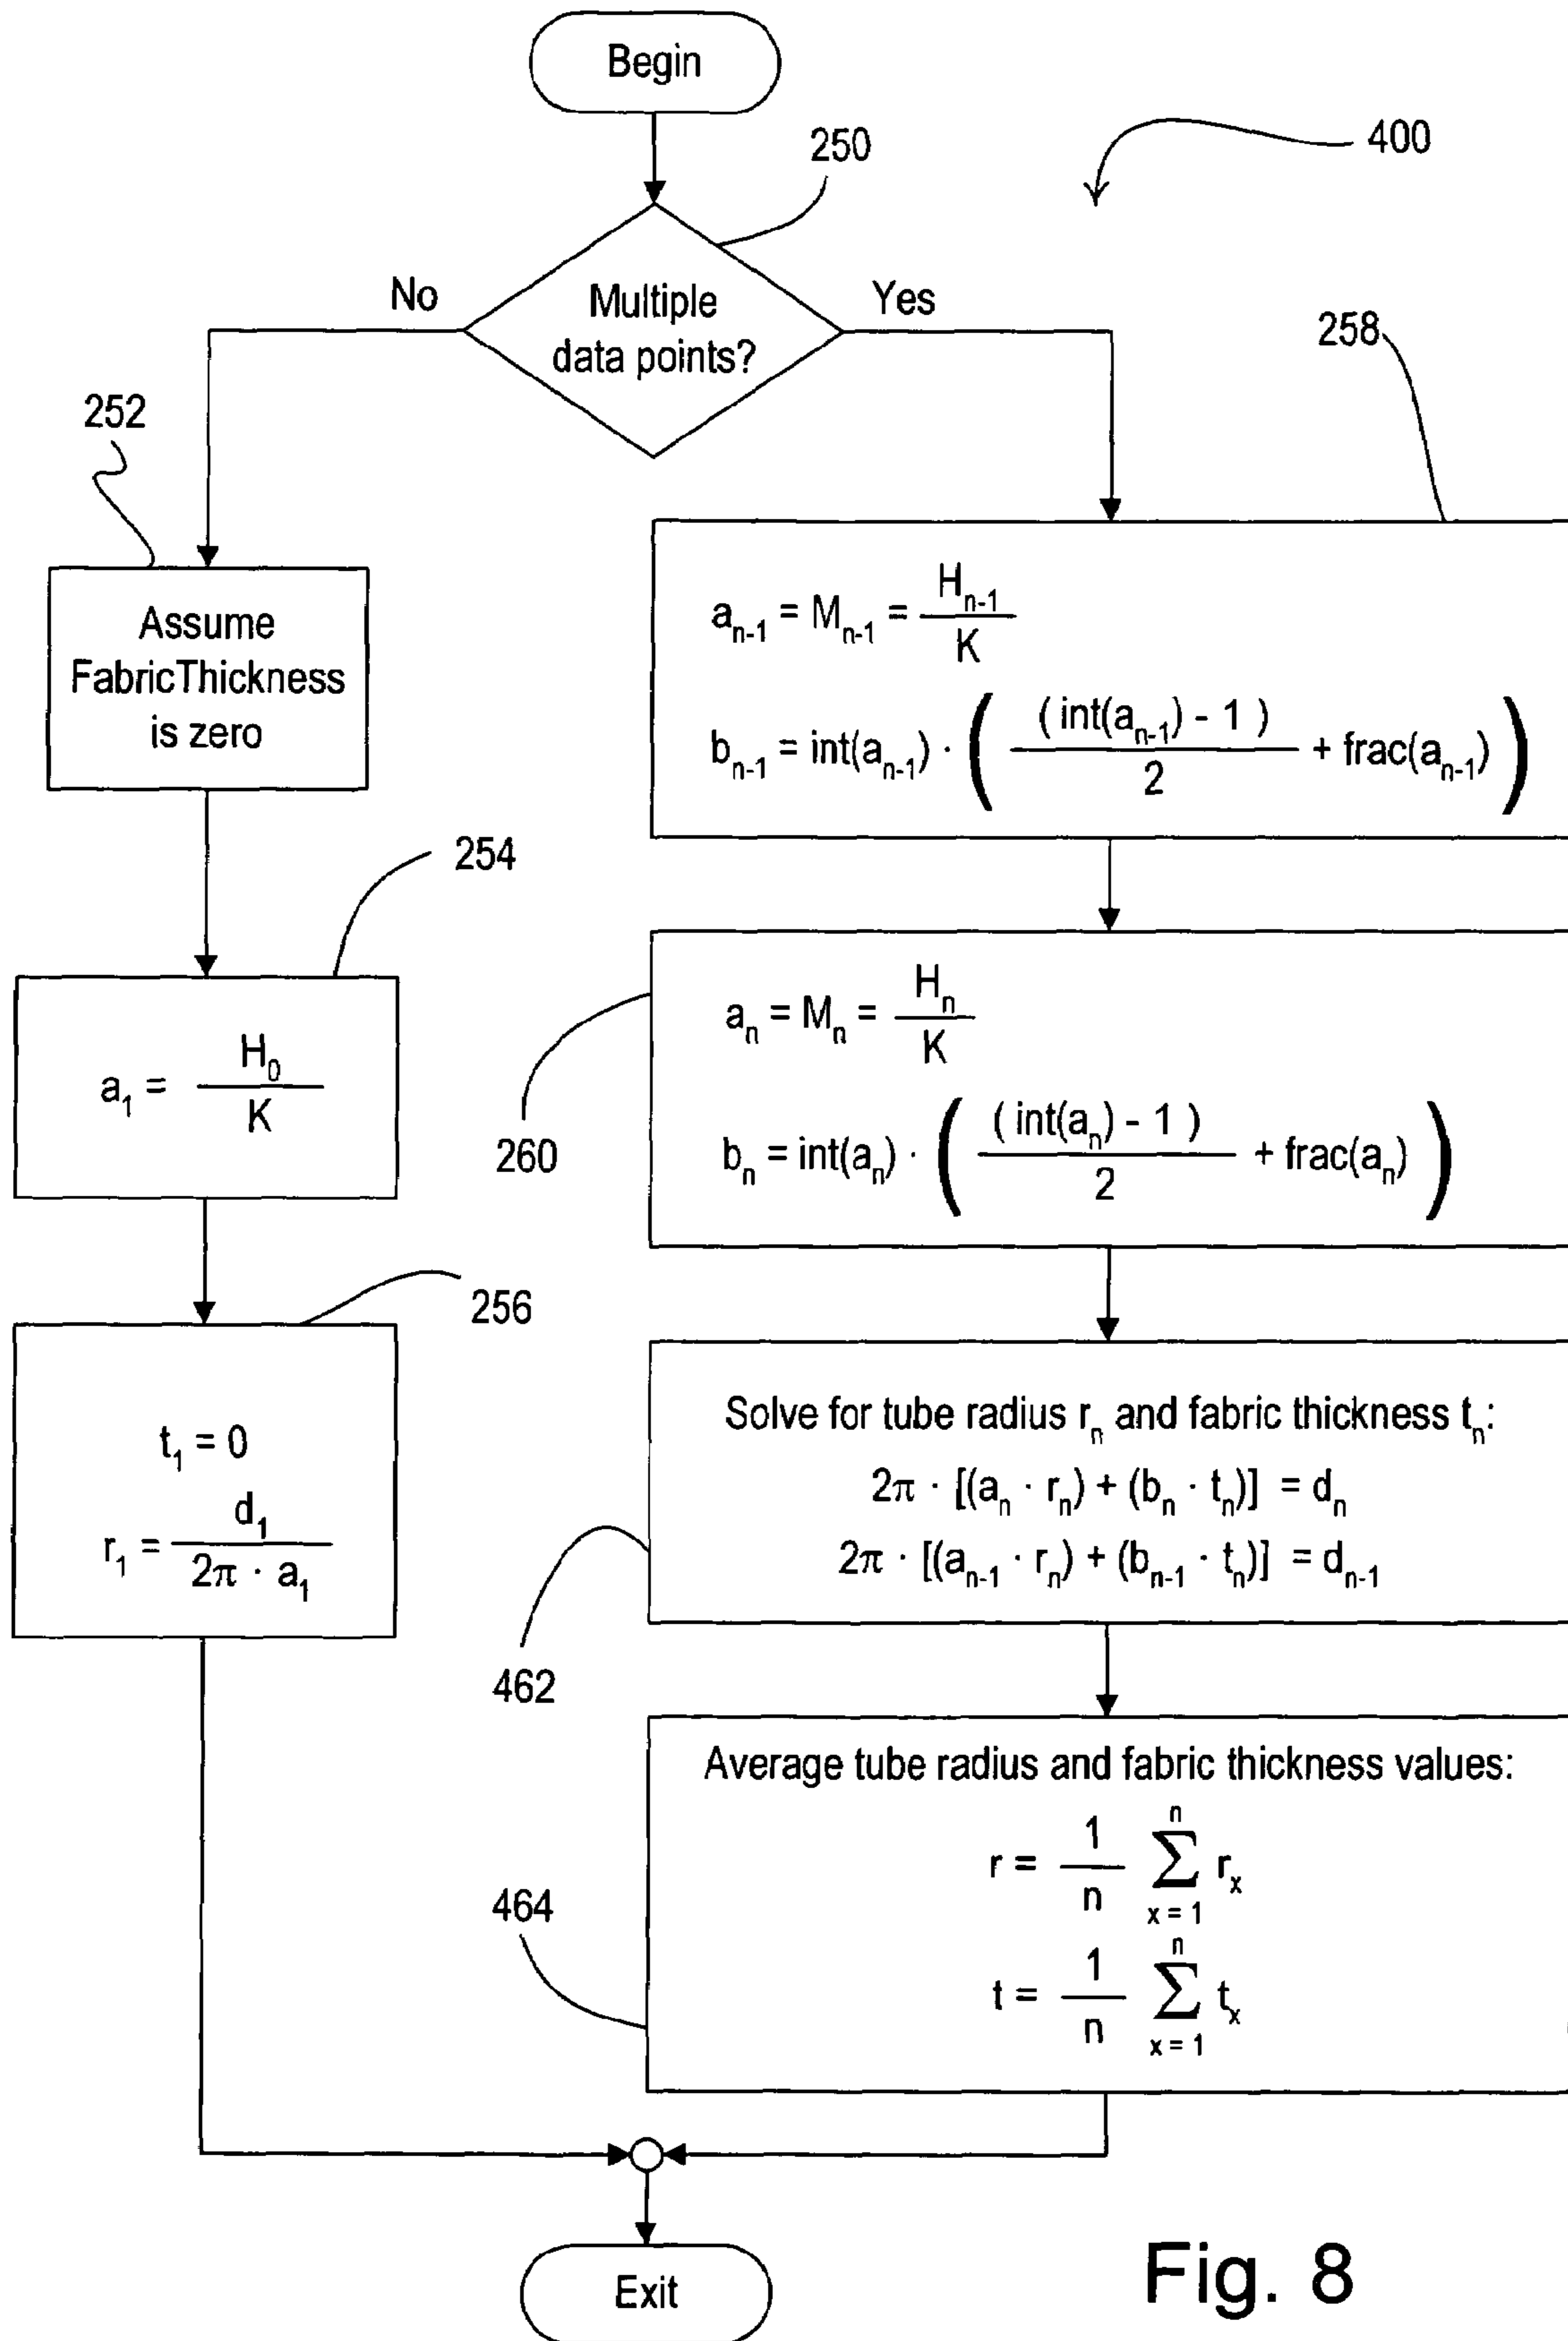 Begin
250
400
Multiple
data points?
No
Yes
258
252
Assume
FabricThickness
is zero
a_{n-1} = M_{n-1} = H_{n-1} / K
b_{n-1} = int(a_{n-1}) · ( ( int(a_{n-1}) - 1 ) / 2 + frac(a_{n-1}) )
254
a_1 = H_0 / K
a_n = M_n = H_n / K
b_n = int(a_n) · ( ( int(a_n) - 1 ) / 2 + frac(a_n) )
260
256
t_1 = 0
r_1 = d_1 / 2π · a_1
Solve for tube radius r_n and fabric thickness t_n:
2π · [(a_n · r_n) + (b_n · t_n)] = d_n
2π · [(a_{n-1} · r_n) + (b_{n-1} · t_n)] = d_{n-1}
462
Average tube radius and fabric thickness values:
r = 1 / n Σ_{x = 1}^{n} r_x
t = 1 / n Σ_{x = 1}^{n} t_x
464
Exit
Fig. 8